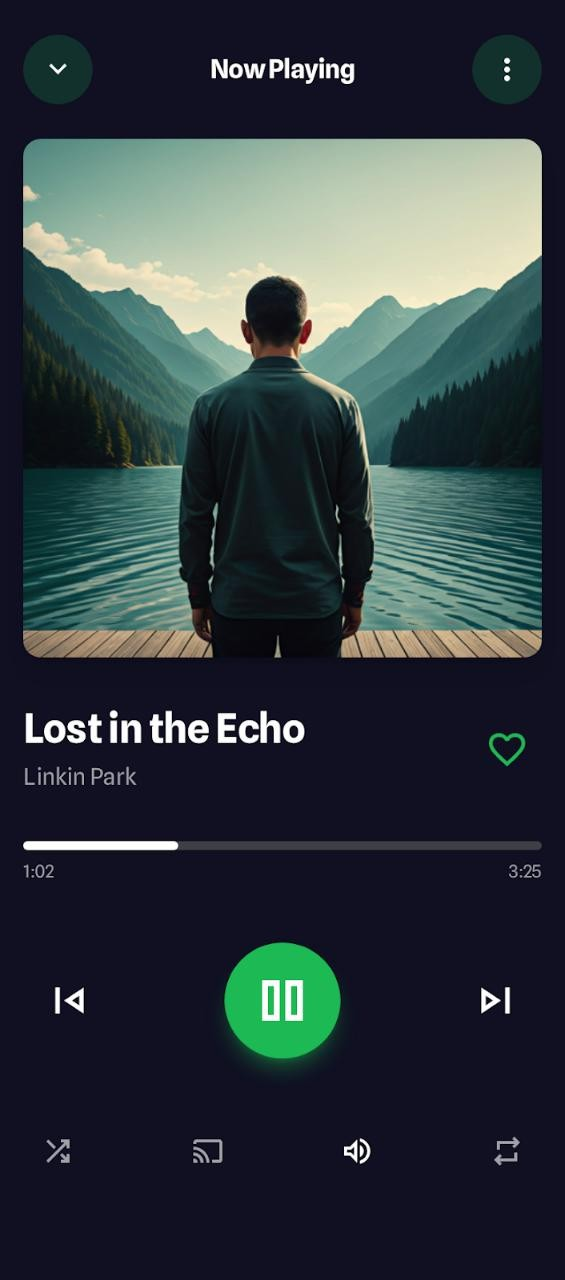 Now Playing
Lost in the Echo
Linkin Park
1:02 3:25